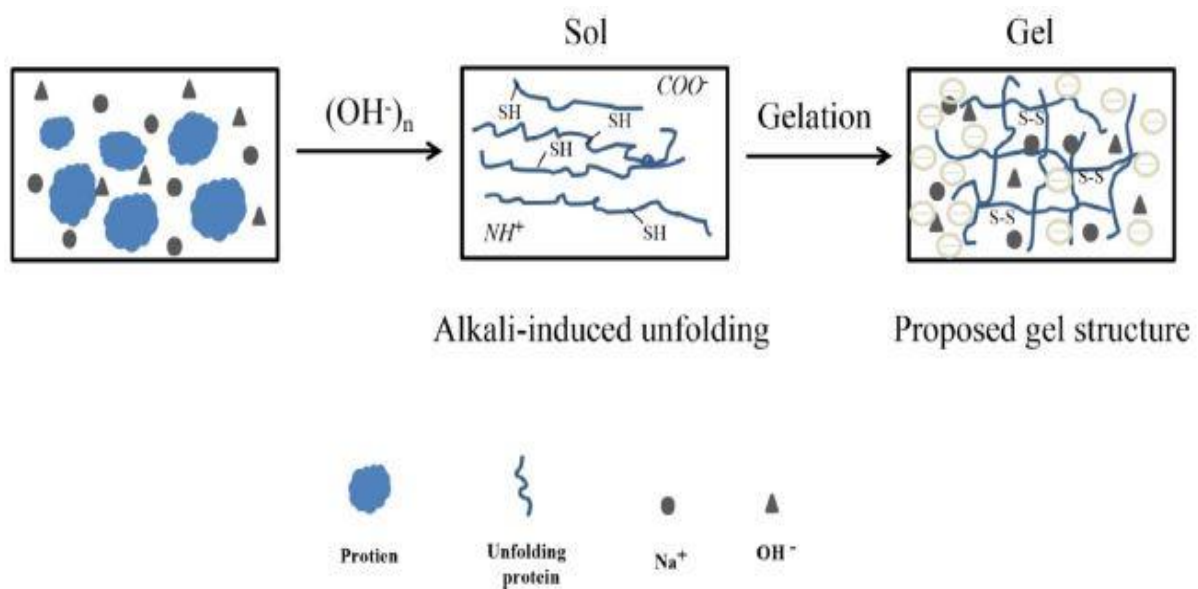 Sol
Gel
(OH⁻)ₙ
COO⁻
SH
SH
SH
SH
NH⁺
Gelation
S-S
S-S
S-S
Alkali-induced unfolding
Proposed gel structure
Protien
Unfolding
protein
Na⁺
OH⁻